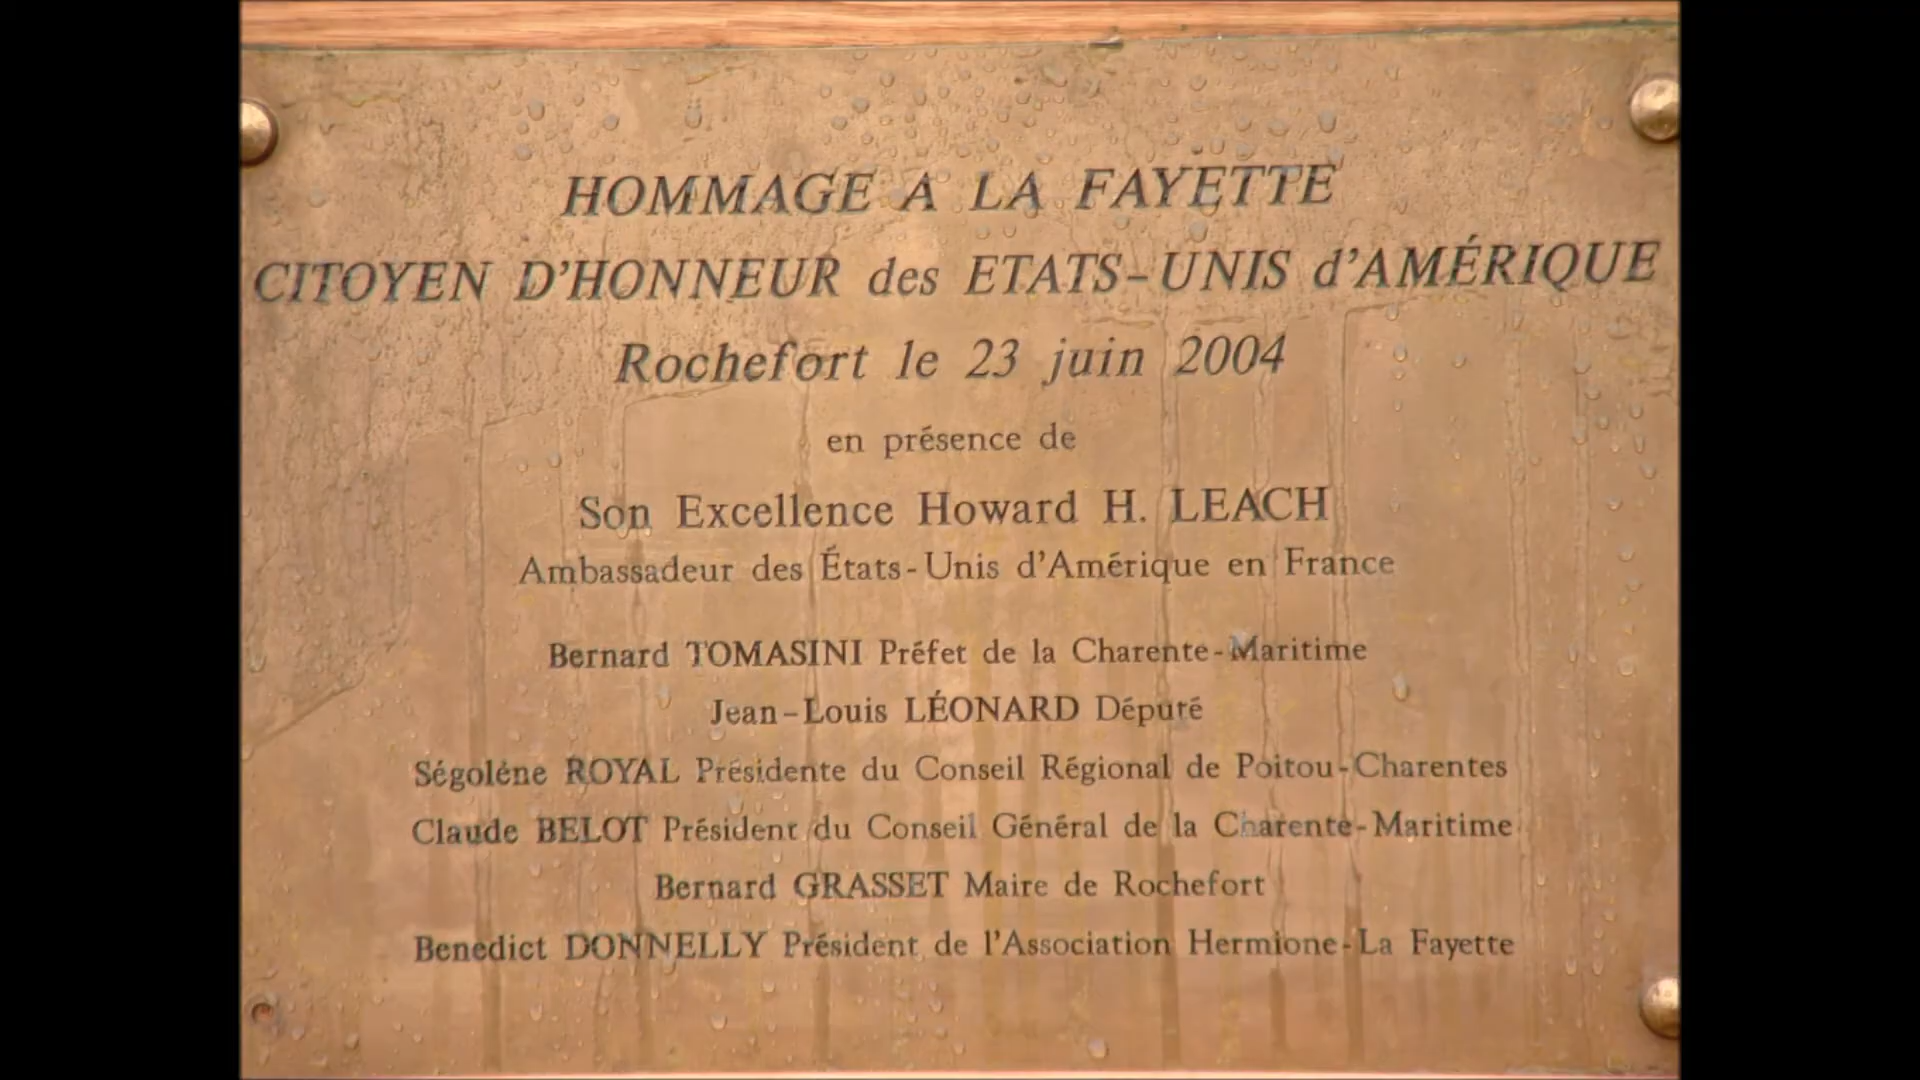 HOMMAGE A LA FAYETTE
CITOYEN D'HONNEUR des ETATS-UNIS d'AMÉRIQUE
Rochefort le 23 juin 2004
en présence de
Son Excellence Howard H. LEACH
Ambassadeur des États-Unis d'Amérique en France
Bernard TOMASINI Préfet de la Charente-Maritime
Jean-Louis LÉONARD Député
Ségoléne ROYAL Présidente du Conseil Régional de Poitou-Charentes
Claude BELOT Président du Conseil Général de la Charente-Maritime
Bernard GRASSET Maire de Rochefort
Benedict DONNELLY Président de l'Association Hermione-La Fayette